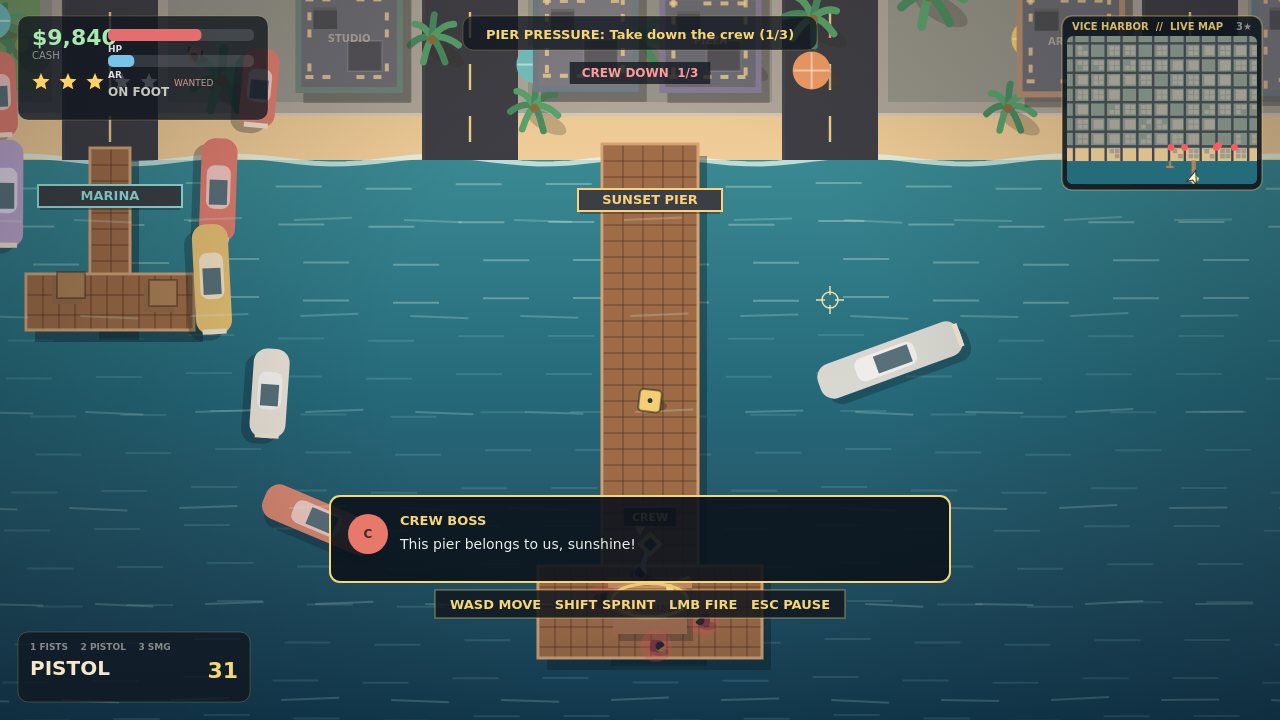 $9,840
HP
CASH
AR
WANTED
ON FOOT
STUDIO
PIER PRESSURE: Take down the crew (1/3)
CREW DOWN 1/3
VICE HARBOR // LIVE MAP 3★
MARINA
SUNSET PIER
CREW
CREW BOSS
C
This pier belongs to us, sunshine!
WASD MOVE SHIFT SPRINT LMB FIRE ESC PAUSE
1 FISTS 2 PISTOL 3 SMG
PISTOL
31